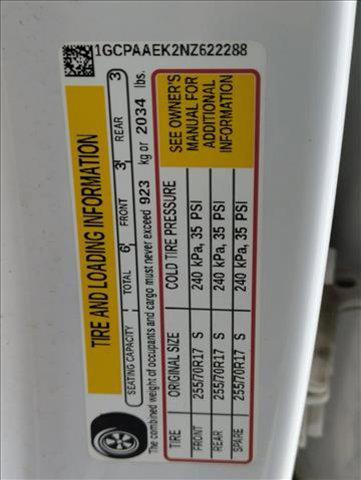 1GCPAAEK2NZ622288
TIRE AND LOADING INFORMATION
SEATING CAPACITY TOTAL 6 FRONT 3 REAR 3
The combined weight of occupants and cargo must never exceed 923 kg or 2034 lbs.
TIRE ORIGINAL SIZE COLD TIRE PRESSURE
FRONT 255/70R17 S 240 kPa, 35 PSI
REAR 255/70R17 S 240 kPa, 35 PSI
SPARE 255/70R17 S 240 kPa, 35 PSI
SEE OWNER'S
MANUAL FOR
ADDITIONAL
INFORMATION